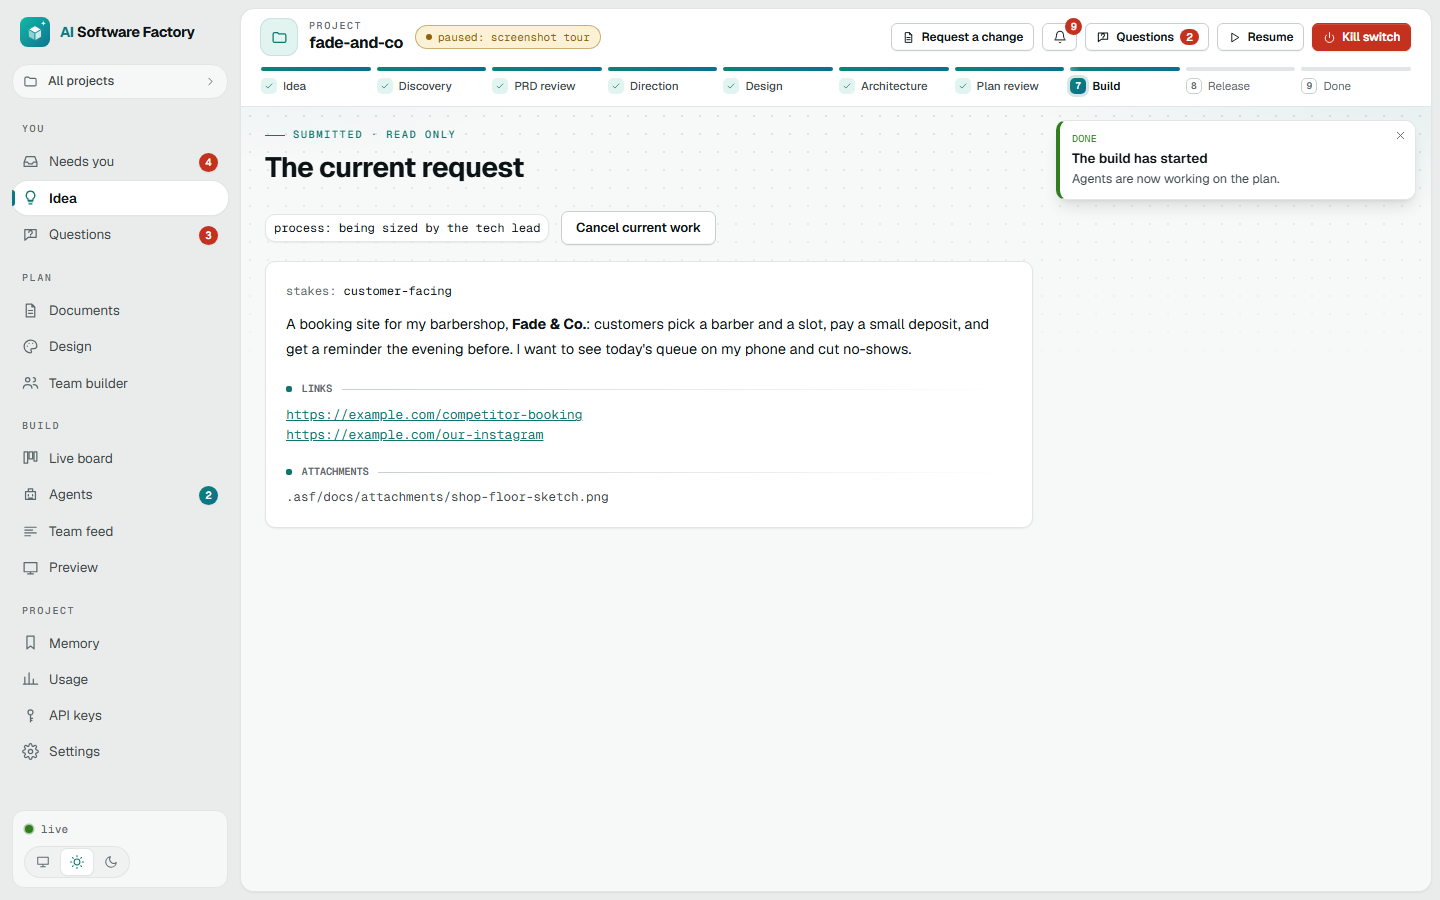 AI Software Factory
All projects
YOU
Needs you 4
Idea
Questions 3
PLAN
Documents
Design
Team builder
BUILD
Live board
Agents 2
Team feed
Preview
PROJECT
Memory
Usage
API keys
Settings
live
PROJECT
fade-and-co
paused: screenshot tour
Request a change
9
Questions 2
Resume
Kill switch
Idea
Discovery
PRD review
Direction
Design
Architecture
Plan review
7 Build
8 Release
9 Done
SUBMITTED · READ ONLY
The current request
process: being sized by the tech lead
Cancel current work
stakes: customer-facing
A booking site for my barbershop, Fade & Co.: customers pick a barber and a slot, pay a small deposit, and
get a reminder the evening before. I want to see today's queue on my phone and cut no-shows.
LINKS
https://example.com/competitor-booking
https://example.com/our-instagram
ATTACHMENTS
.asf/docs/attachments/shop-floor-sketch.png
DONE
The build has started
Agents are now working on the plan.